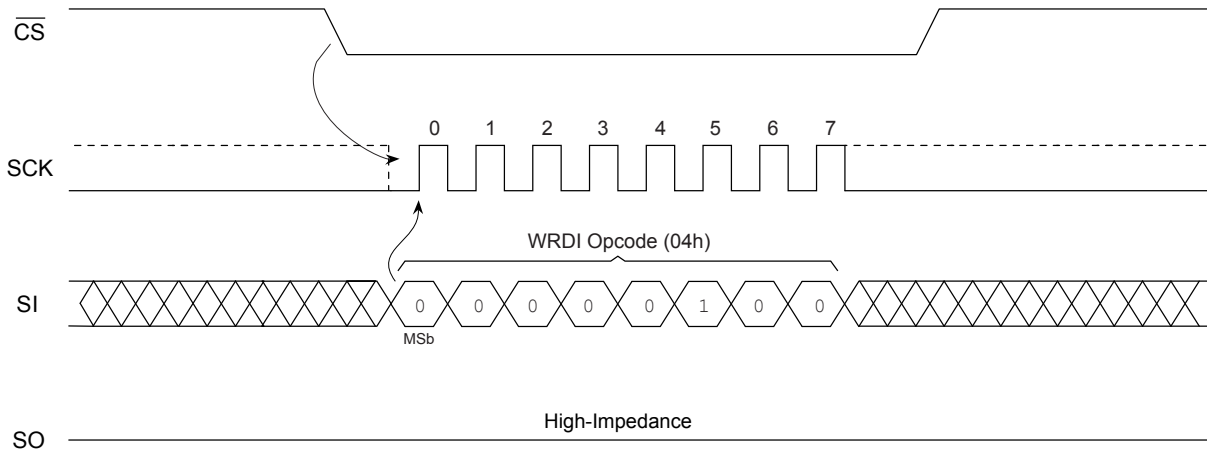 CS
0 1 2 3 4 5 6 7
SCK
WRDI Opcode (04h)
SI
0 0 0 0 0 1 0 0
MSb
High-Impedance
SO